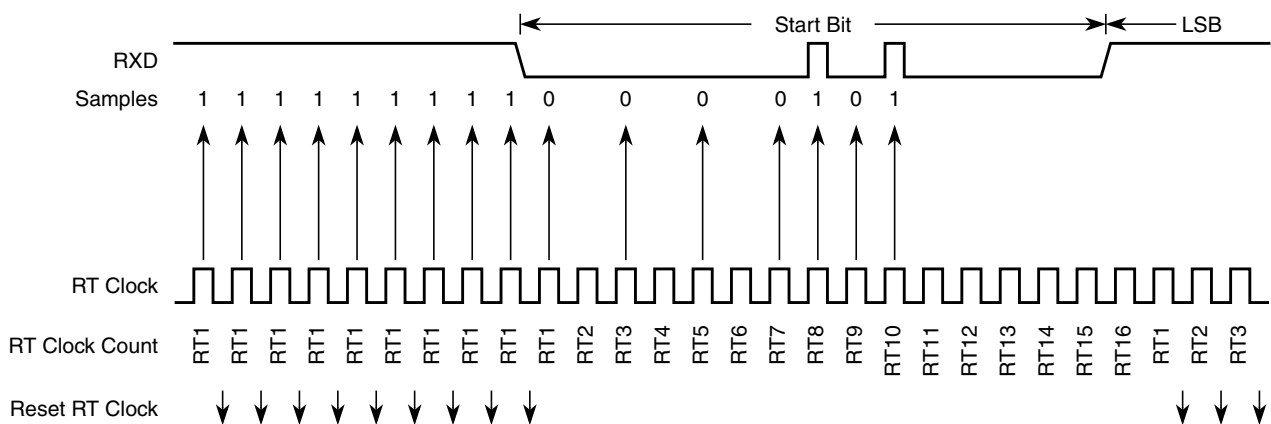 Start Bit
LSB
RXD
Samples 1 1 1 1 1 1 1 1 1 0 0 0 0 1 0 1
RT Clock
RT Clock Count RT1 RT1 RT1 RT1 RT1 RT1 RT1 RT1 RT1 RT1 RT2 RT3 RT4 RT5 RT6 RT7 RT8 RT9 RT10 RT11 RT12 RT13 RT14 RT15 RT16 RT1 RT2 RT3
Reset RT Clock